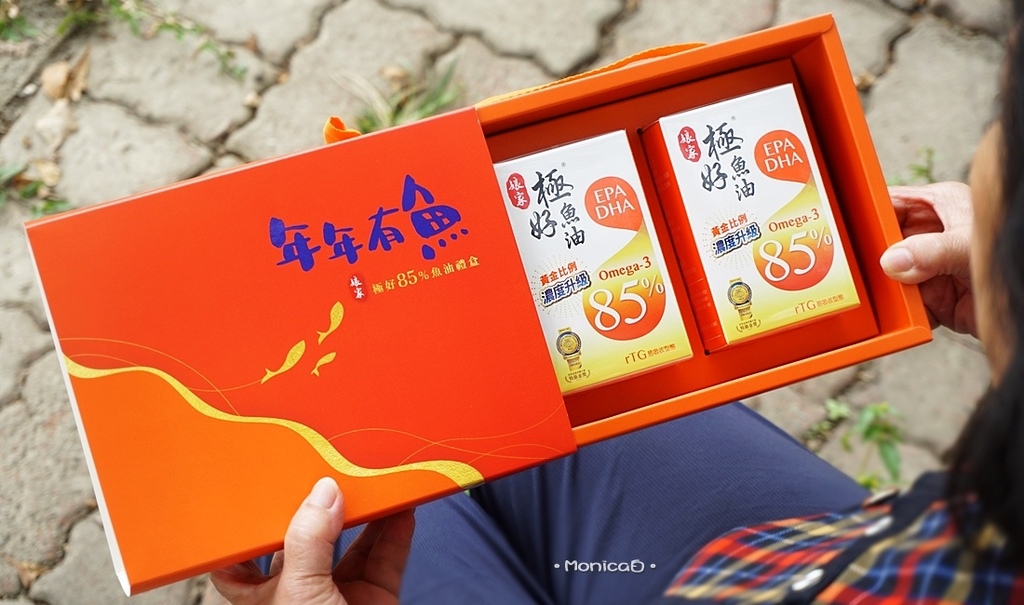 年年有魚
娘家
極好85%魚油禮盒
娘家
極好魚油
EPA
DHA
黃金比例
濃度升級
Omega-3
85%
rTG
娘家
極好魚油
EPA
DHA
黃金比例
濃度升級
Omega-3
85%
rTG
•Monica•